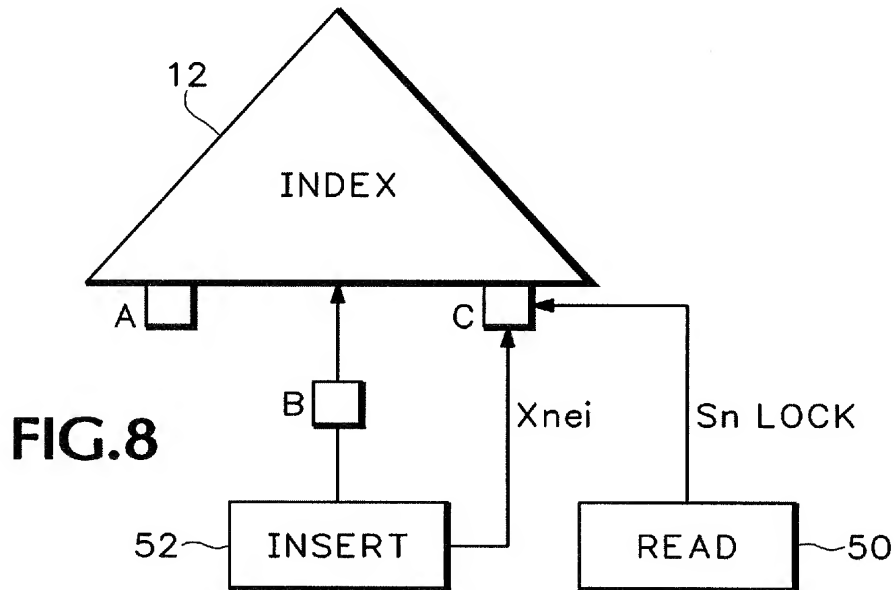 12
INDEX
A
C
B
Xnei
Sn LOCK
FIG.8
52
INSERT
READ
50